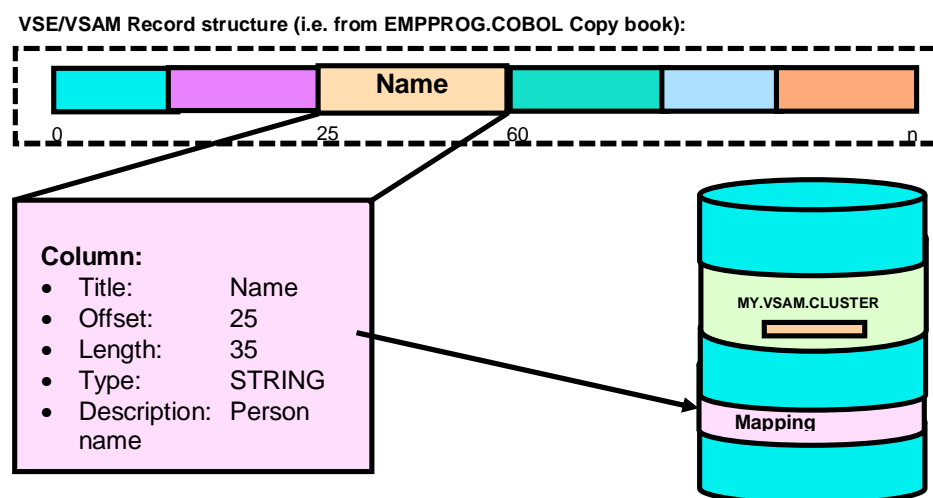 VSE/VSAM Record structure (i.e. from EMPPROG.COBOL Copy book):
Name
0 25 60 n
Column:
• Title: Name
• Offset: 25
• Length: 35
• Type: STRING
• Description: Person
name
MY.VSAM.CLUSTER
Mapping